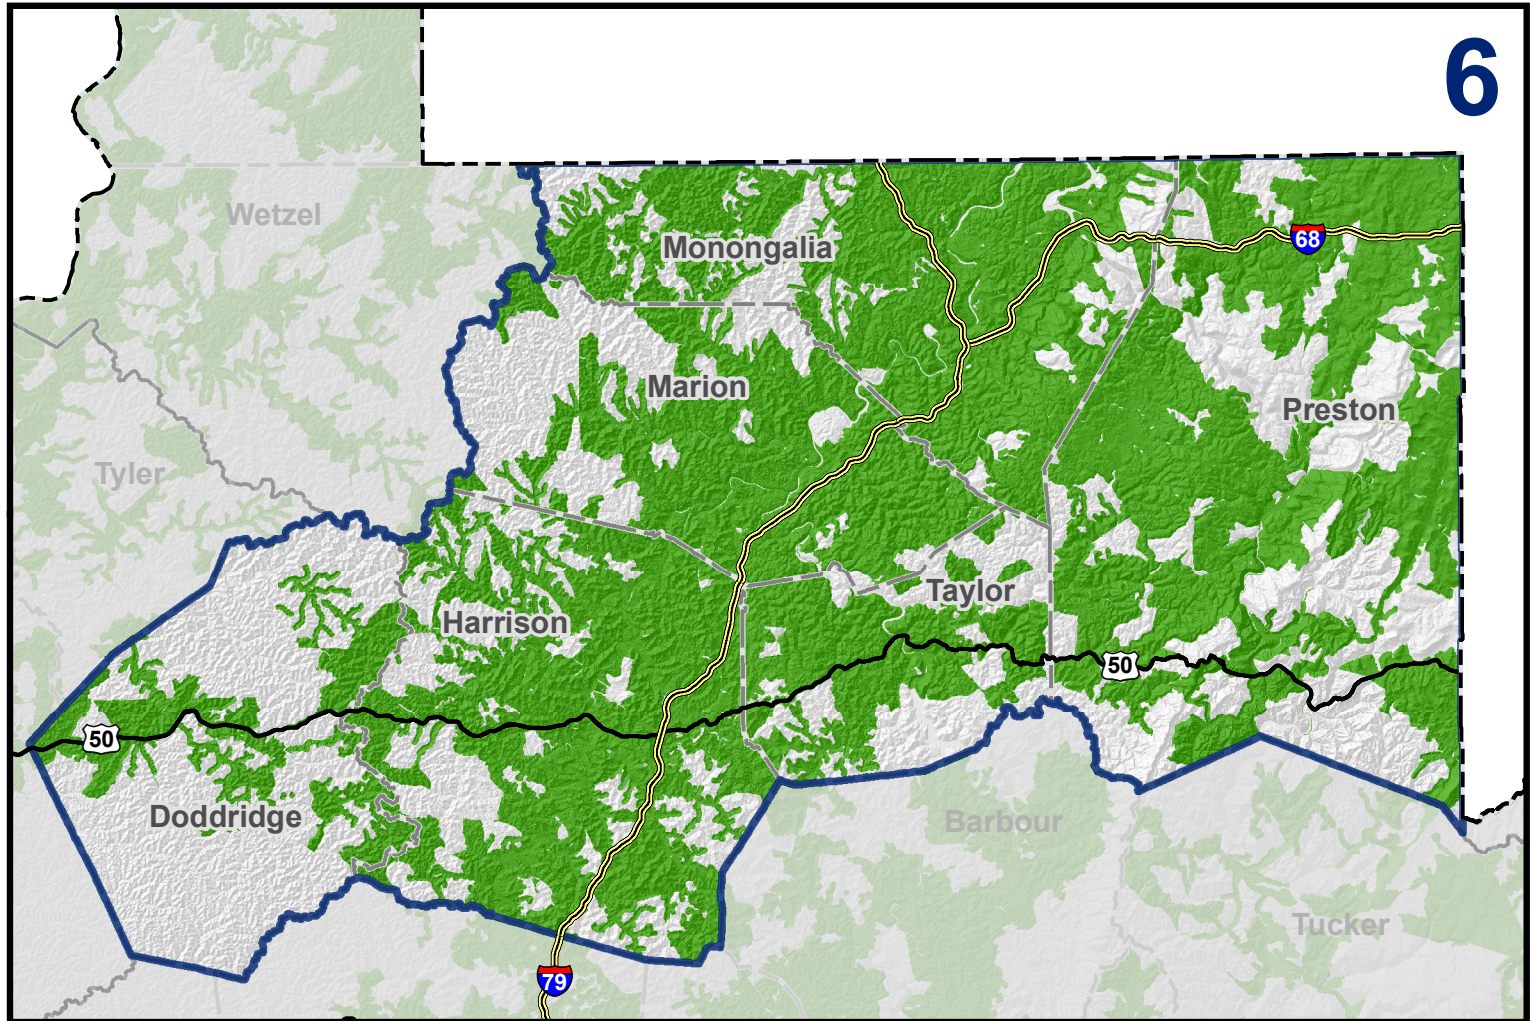 6
Wetzel
Monongalia
68
Marion
Preston
Tyler
Taylor
Harrison
50
50
Doddridge
Barbour
Tucker
79